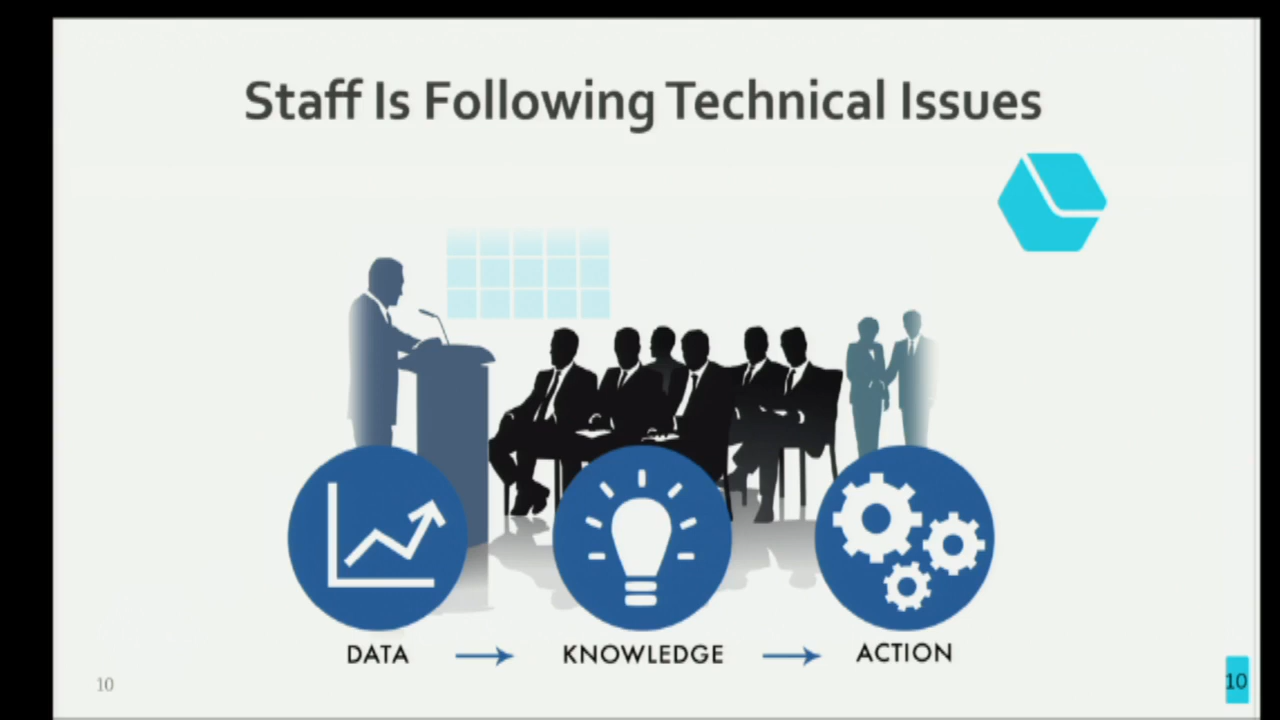 Staff Is Following Technical Issues
DATA
KNOWLEDGE
ACTION
10
10